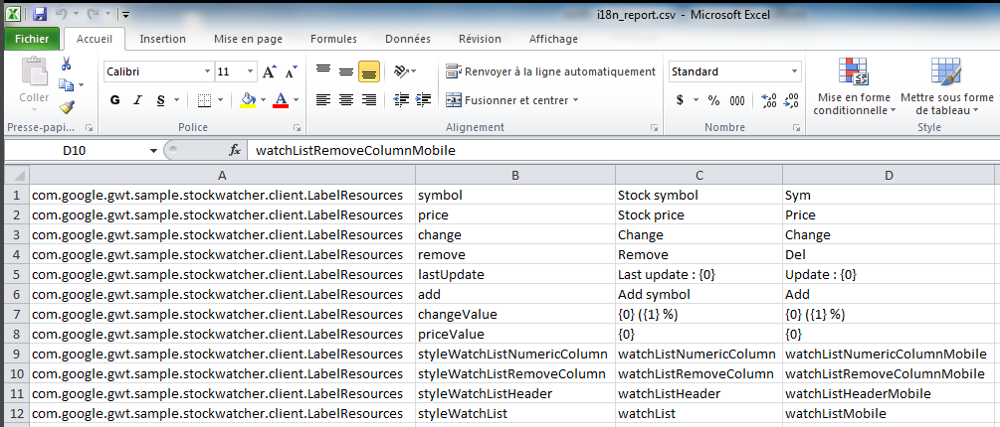 i18n_report.csv - Microsoft Excel
Fichier Accueil Insertion Mise en page Formules Données Révision Affichage
Calibri 11 A A Renvoyer à la ligne automatiquement Standard
Coller G I S A Fusionner et centrer $ % 000 Mise en forme conditionnelle Mettre sous forme de tableau
Presse-papi... Police Alignement Nombre Style
D10 fx watchListRemoveColumnMobile
A B C D
1 com.google.gwt.sample.stockwatcher.client.LabelResources symbol Stock symbol Sym
2 com.google.gwt.sample.stockwatcher.client.LabelResources price Stock price Price
3 com.google.gwt.sample.stockwatcher.client.LabelResources change Change Change
4 com.google.gwt.sample.stockwatcher.client.LabelResources remove Remove Del
5 com.google.gwt.sample.stockwatcher.client.LabelResources lastUpdate Last update : {0} Update : {0}
6 com.google.gwt.sample.stockwatcher.client.LabelResources add Add symbol Add
7 com.google.gwt.sample.stockwatcher.client.LabelResources changeValue {0} ({1} %) {0} ({1} %)
8 com.google.gwt.sample.stockwatcher.client.LabelResources priceValue {0} {0}
9 com.google.gwt.sample.stockwatcher.client.LabelResources styleWatchListNumericColumn watchListNumericColumn watchListNumericColumnMobile
10 com.google.gwt.sample.stockwatcher.client.LabelResources styleWatchListRemoveColumn watchListRemoveColumn watchListRemoveColumnMobile
11 com.google.gwt.sample.stockwatcher.client.LabelResources styleWatchListHeader watchListHeader watchListHeaderMobile
12 com.google.gwt.sample.stockwatcher.client.LabelResources styleWatchList watchList watchListMobile